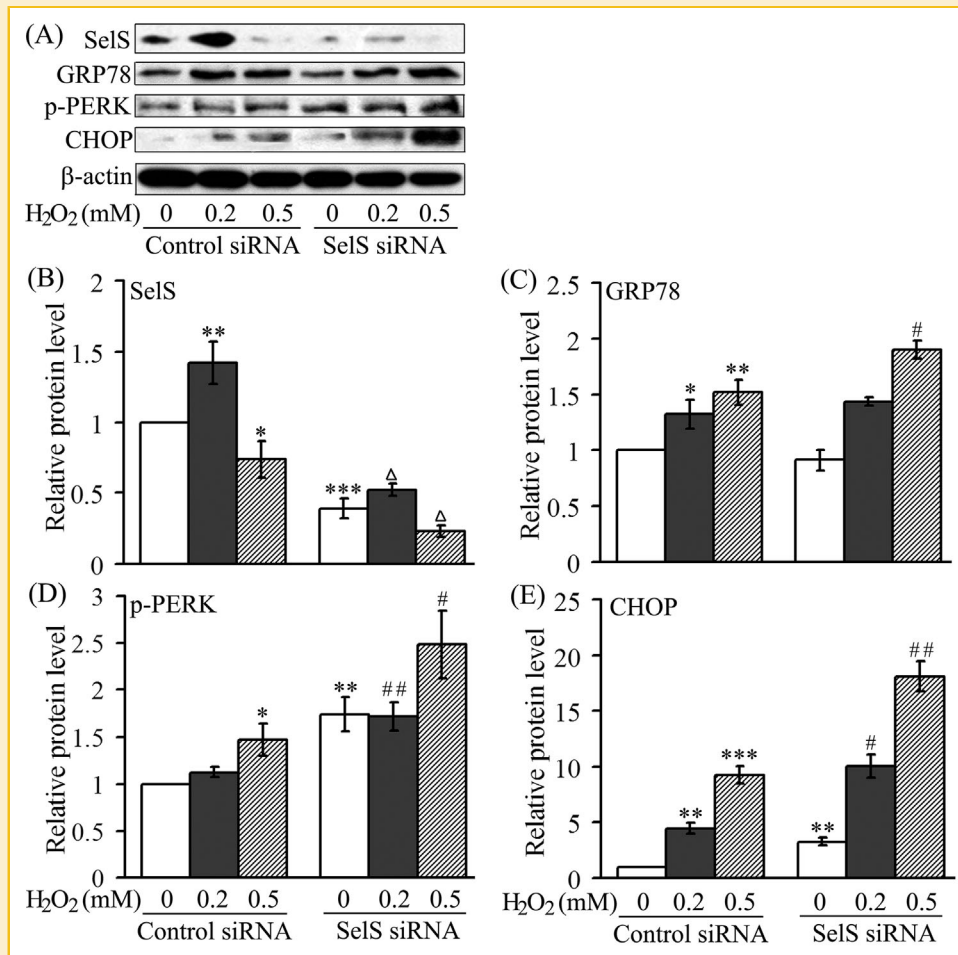 (A)
SelS
GRP78
p-PERK
CHOP
β-actin
H₂O₂ (mM) 0 0.2 0.5 0 0.2 0.5
Control siRNA SelS siRNA
(B)
SelS
Relative protein level
2
1.5
1
0.5
0
**
*
***
Δ
Δ
(C)
GRP78
Relative protein level
2.5
2
1.5
1
0.5
0
*
**
#
(D)
p-PERK
Relative protein level
3
2.5
2
1.5
1
0.5
0
*
**
##
#
H₂O₂ (mM) 0 0.2 0.5 0 0.2 0.5
Control siRNA SelS siRNA
(E)
CHOP
Relative protein level
25
20
15
10
5
0
**
***
**
#
##
0 0.2 0.5 0 0.2 0.5
Control siRNA SelS siRNA